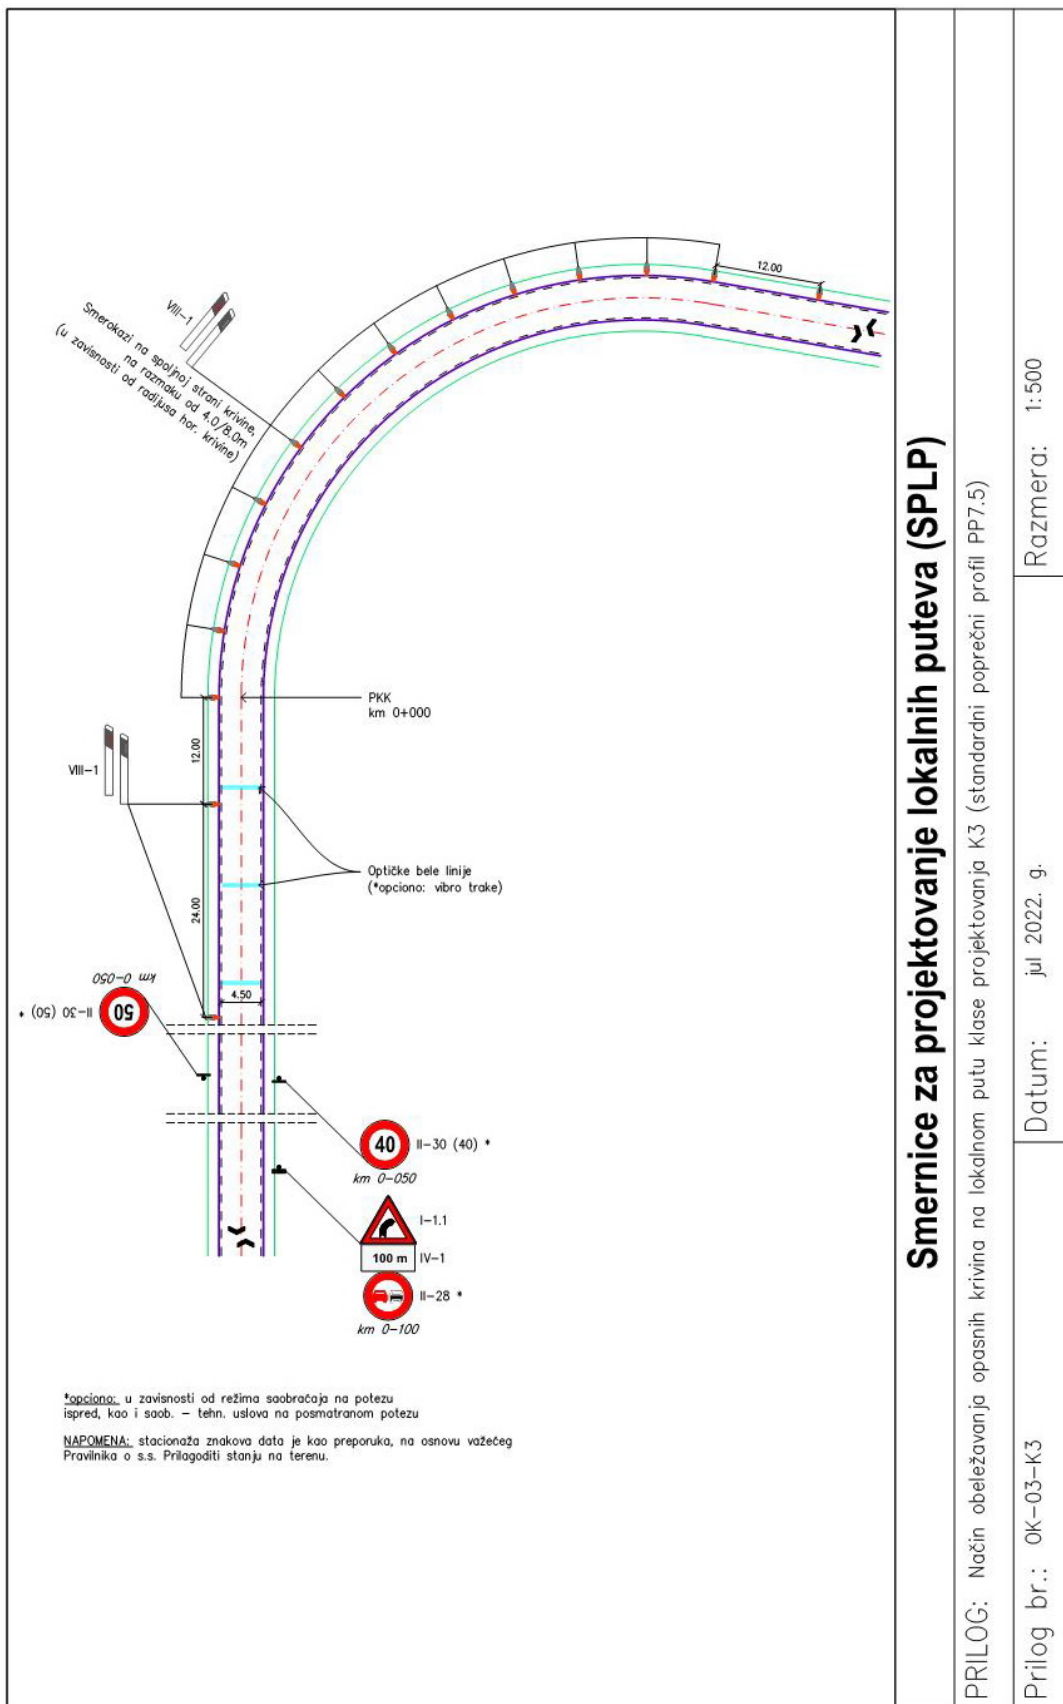 12.00
VIII-1
Smerokazi na spoljnoj strani krivine,
na razmaku od 4.0/8.0m
(u zavisnosti od radijusa hor. krivine)
PKK
km 0+000
12.00
VIII-1
Optičke bele linije
(*opciono: vibro trake)
24.00
km 0-050
4.50
50
II-30 (50) *
40
II-30 (40) *
km 0-050
I-1.1
100 m
IV-1
II-28 *
km 0-100
*opciono: u zavisnosti od režima saobraćaja na potezu
ispred, kao i saob. - tehn. uslova na posmatranom potezu
NAPOMENA: stacionaža znakova data je kao preporuka, na osnovu važećeg
Pravilnika o s.s. Prilagoditi stanju na terenu.
Smernice za projektovanje lokalnih puteva (SPLP)
PRILOG: Način obeležavanja opasnih krivina na lokalnom putu klase projektovanja K3 (standardni poprečni profil PP7.5)
Prilog br.: OK-03-K3
Datum: jul 2022. g.
Razmera: 1:500